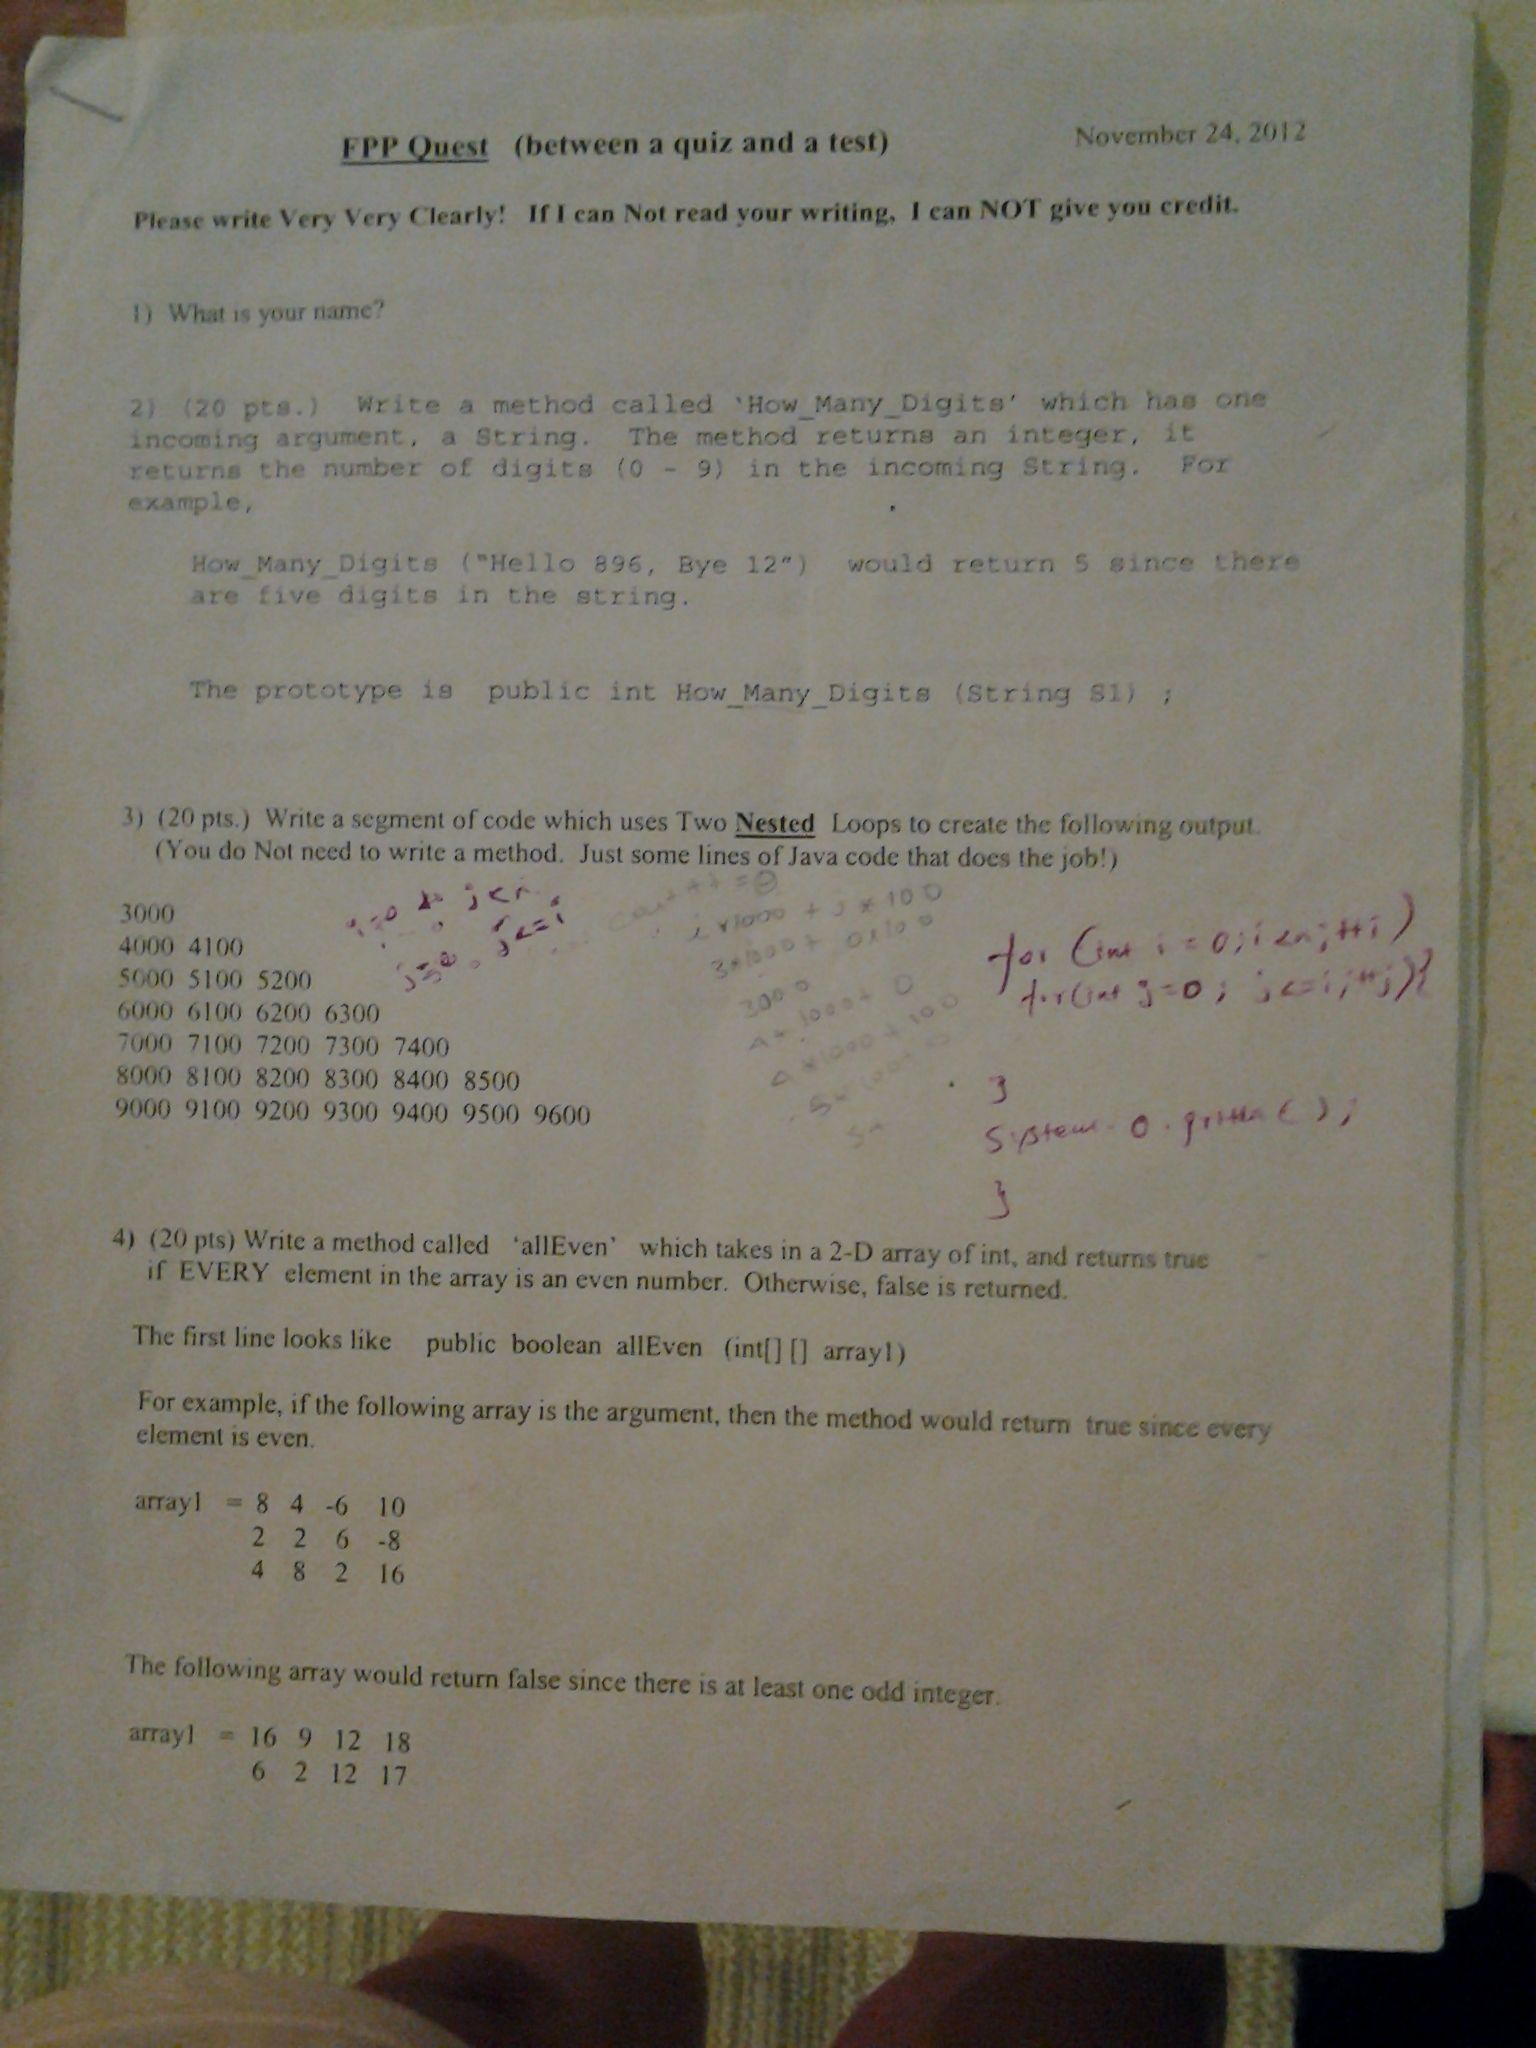 FPP Quest (between a quiz and a test) November 24, 2012
Please write Very Very Clearly! If I can Not read your writing, I can NOT give you credit.
1) What is your name?
2) (20 pts.) Write a method called 'How_Many_Digits' which has one
incoming argument, a String. The method returns an integer, it
returns the number of digits (0 - 9) in the incoming String. For
example,
How_Many_Digits ("Hello 896, Bye 12") would return 5 since there
are five digits in the string.
The prototype is public int How_Many_Digits (String S1) ;
3) (20 pts.) Write a segment of code which uses Two Nested Loops to create the following output.
(You do Not need to write a method. Just some lines of Java code that does the job!)
3000
4000 4100
5000 5100 5200
6000 6100 6200 6300
7000 7100 7200 7300 7400
8000 8100 8200 8300 8400 8500
9000 9100 9200 9300 9400 9500 9600
j<=i
i*1000 + j*100
3*1000 + 0*100
3000
for (int i = 0; i<n; ++i)
for(int j=0; j<=i; ++j){
}
System.
}
4) (20 pts) Write a method called 'allEven' which takes in a 2-D array of int, and returns true
if EVERY element in the array is an even number. Otherwise, false is returned.
The first line looks like public boolean allEven (int[] [] array1)
For example, if the following array is the argument, then the method would return true since every
element is even.
array1 = 8 4 -6 10
2 2 6 -8
4 8 2 16
The following array would return false since there is at least one odd integer.
array1 = 16 9 12 18
6 2 12 17